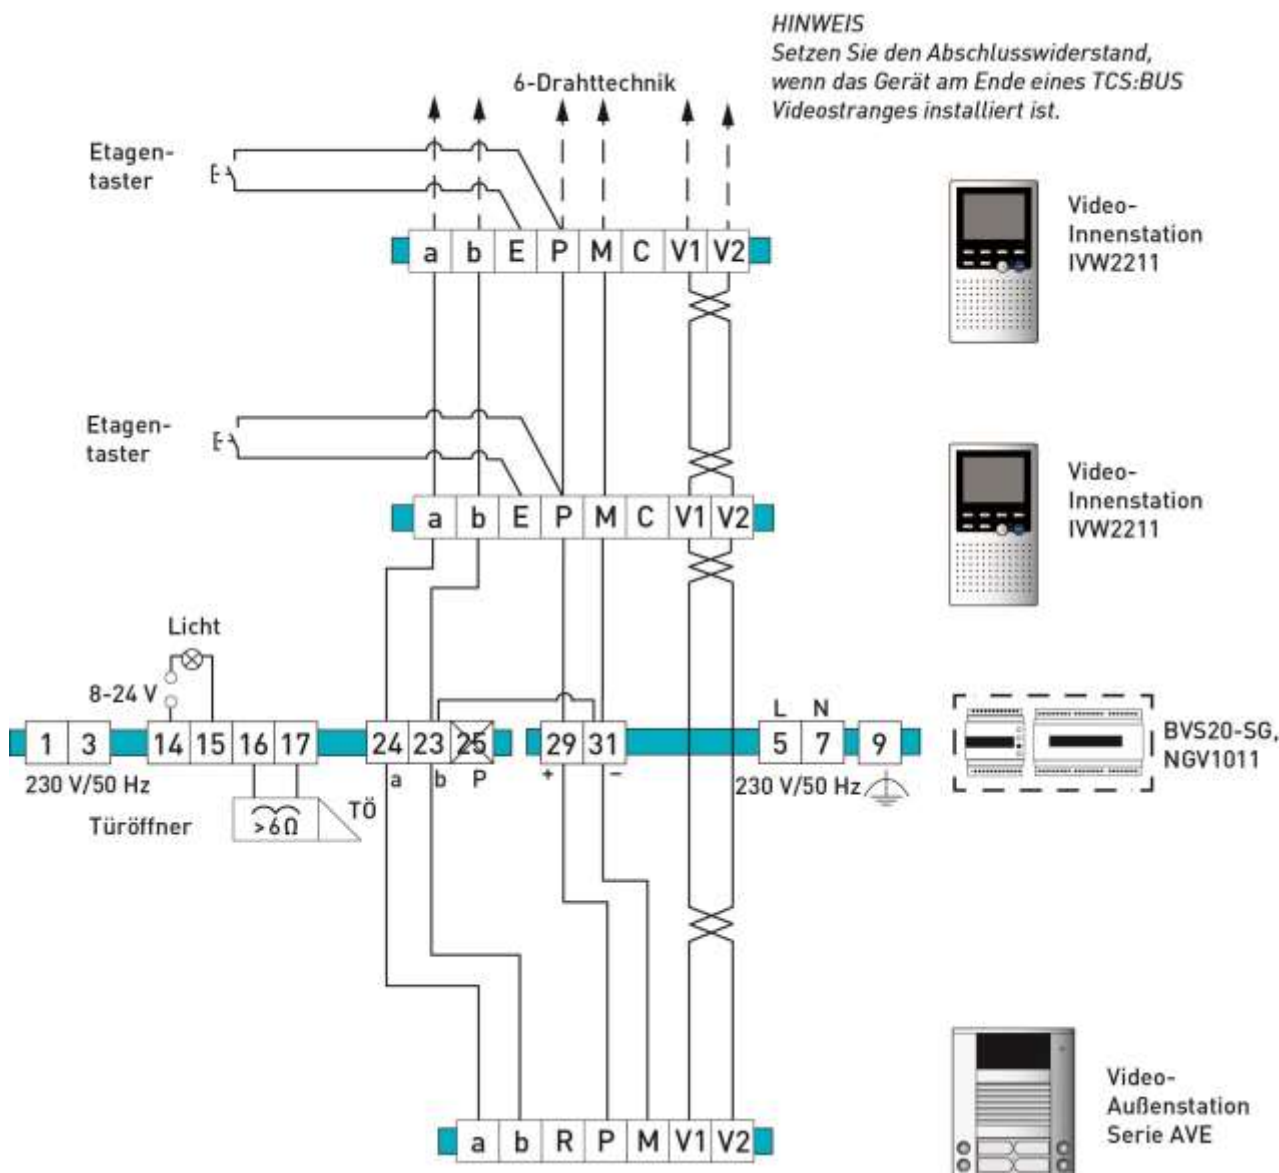 HINWEIS
Setzen Sie den Abschlusswiderstand,
wenn das Gerät am Ende eines TCS:BUS
Videostranges installiert ist.
6-Drahttechnik
Etagen-
taster
a b E P M C V1 V2
Video-
Innenstation
IVW2211
Etagen-
taster
a b E P M C V1 V2
Video-
Innenstation
IVW2211
Licht
8-24 V
L N
1 3 14 15 16 17 24 23 25 29 31 5 7 9
a b P + –
230 V/50 Hz
230 V/50 Hz
BVS20-SG,
NGV1011
Türöffner
>6Ω
TÖ
a b R P M V1 V2
Video-
Außenstation
Serie AVE